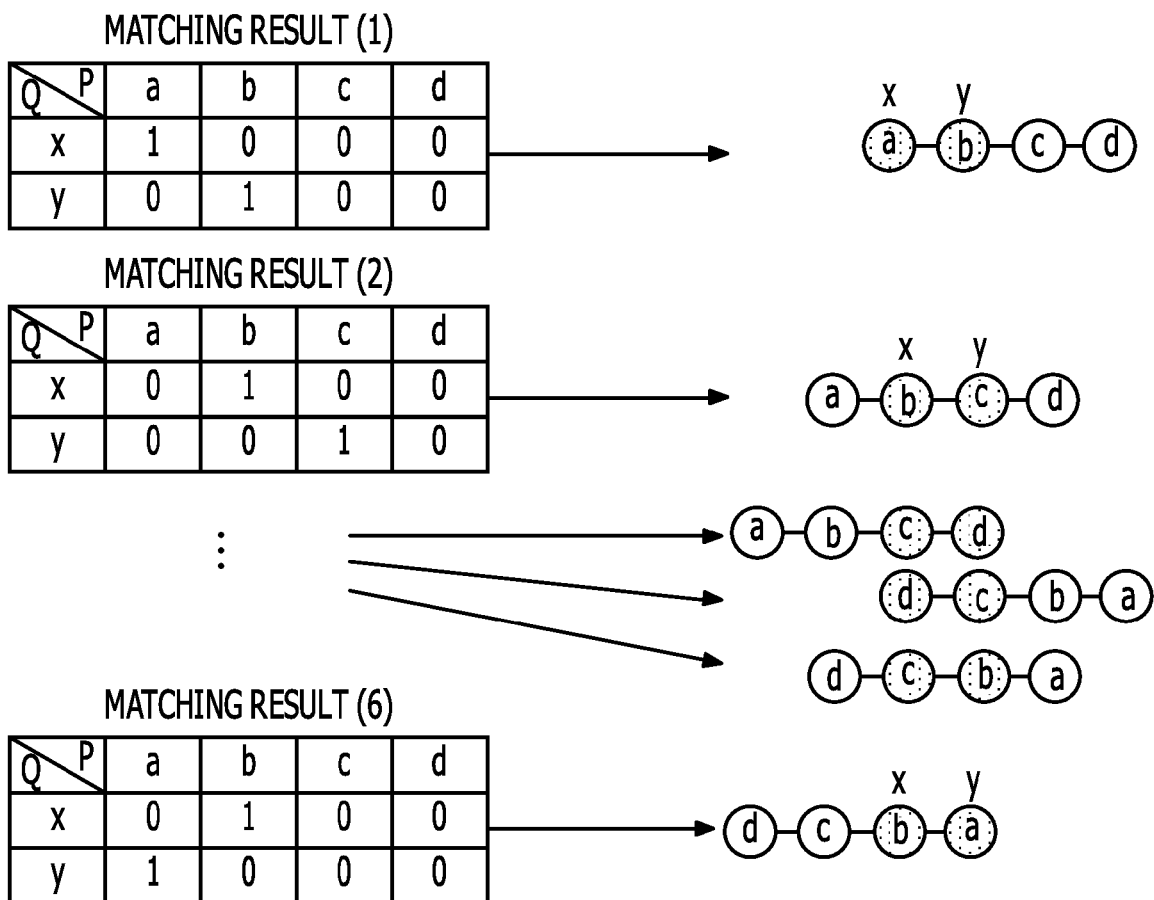 MATCHING RESULT (1)
Q P a b c d
x 1 0 0 0
y 0 1 0 0
x y
a b c d
MATCHING RESULT (2)
Q P a b c d
x 0 1 0 0
y 0 0 1 0
x y
a b c d
⋮
a b c d
d c b a
d c b a
MATCHING RESULT (6)
Q P a b c d
x 0 1 0 0
y 1 0 0 0
x y
d c b a